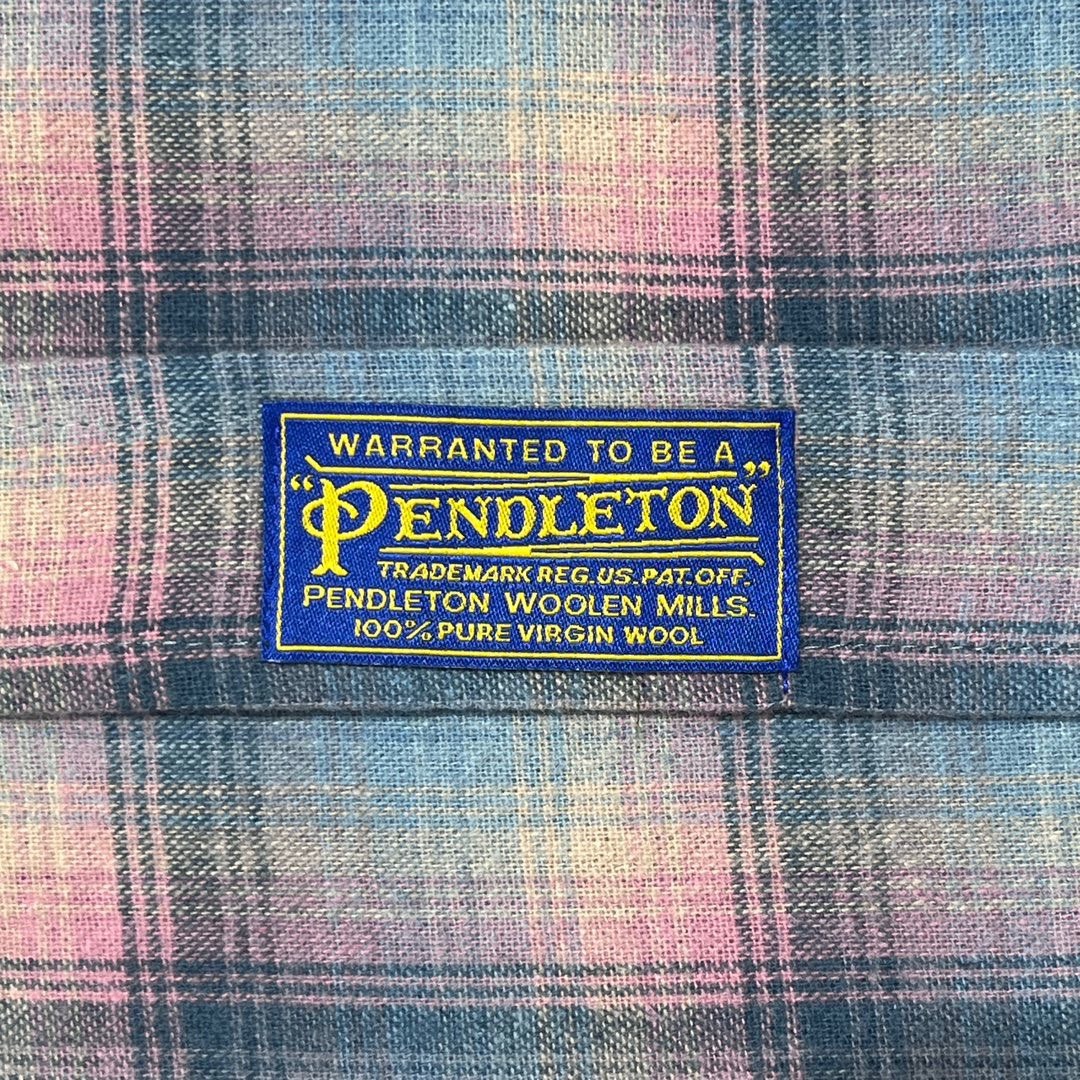 WARRANTED TO BE A
"PENDLETON"
TRADEMARK REG. US. PAT. OFF.
PENDLETON WOOLEN MILLS.
100% PURE VIRGIN WOOL